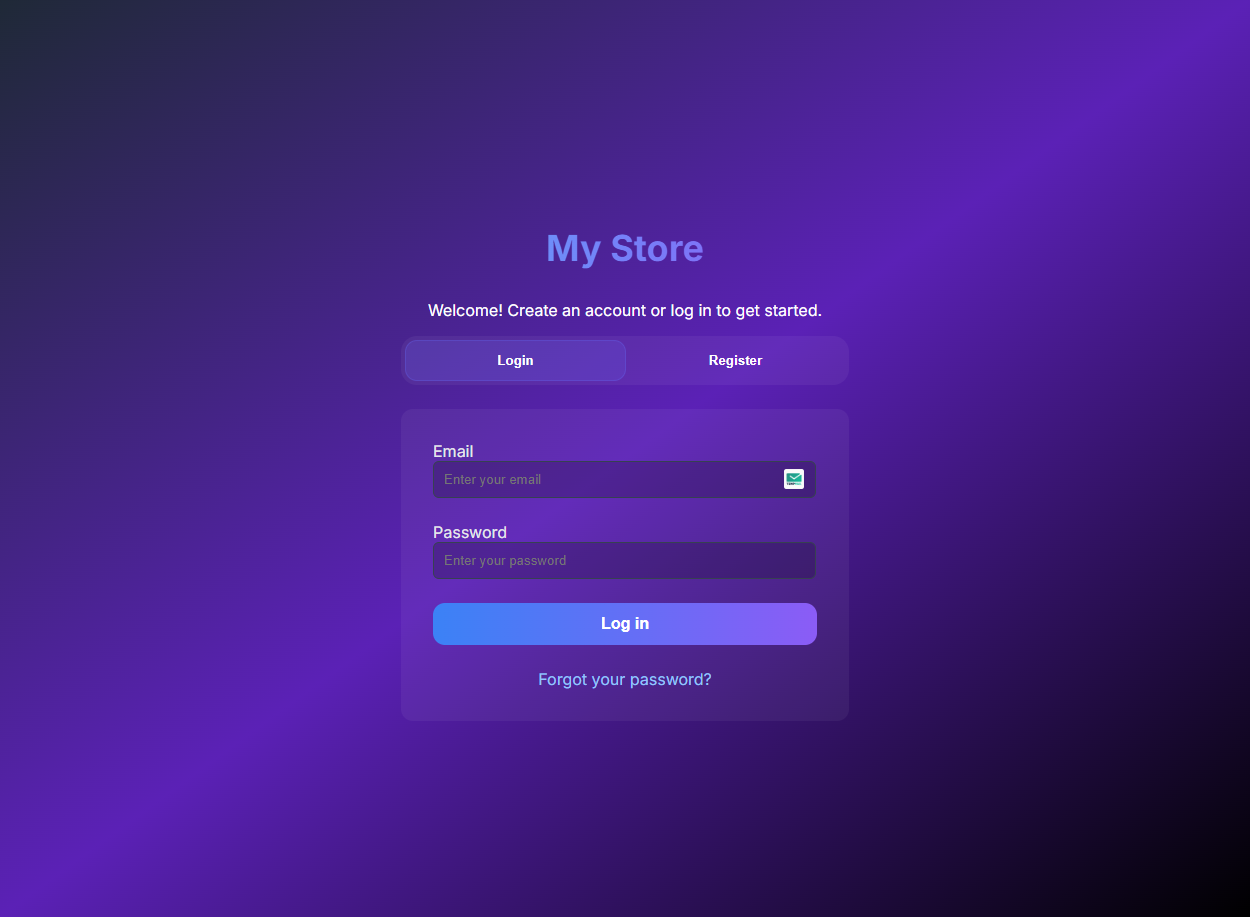 My Store
Welcome! Create an account or log in to get started.
Login
Register
Email
Enter your email
Password
Enter your password
Log in
Forgot your password?